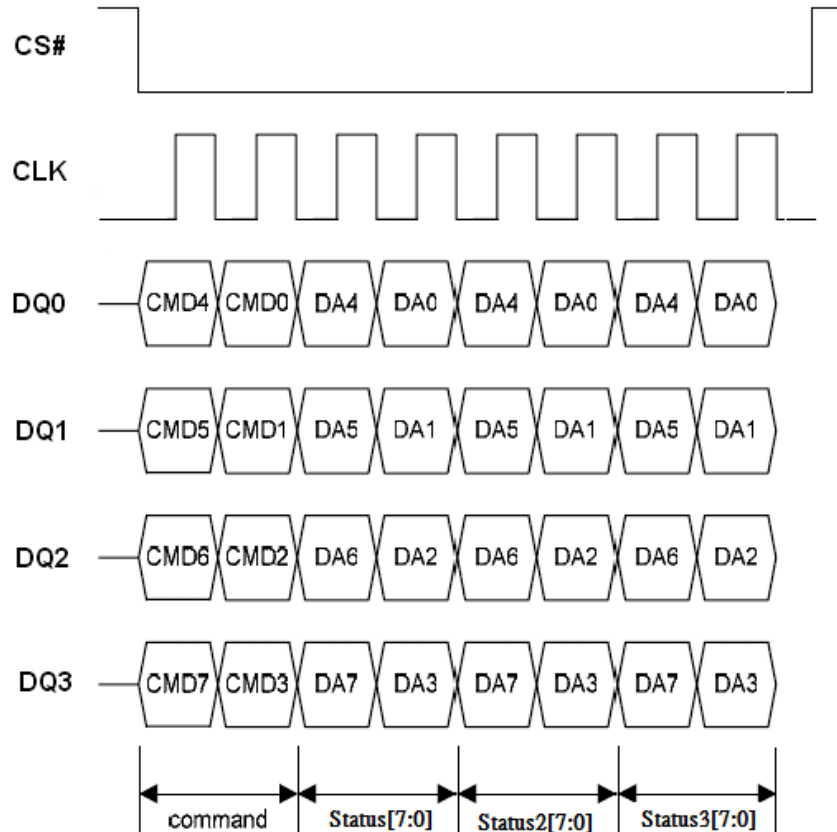 CS#
CLK
DQ0 CMD4 CMD0 DA4 DA0 DA4 DA0 DA4 DA0
DQ1 CMD5 CMD1 DA5 DA1 DA5 DA1 DA5 DA1
DQ2 CMD6 CMD2 DA6 DA2 DA6 DA2 DA6 DA2
DQ3 CMD7 CMD3 DA7 DA3 DA7 DA3 DA7 DA3
command Status[7:0] Status2[7:0] Status3[7:0]